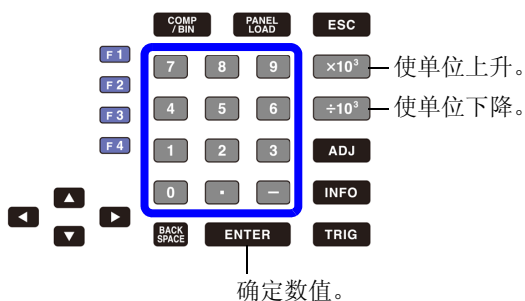 COMP /BIN PANEL LOAD ESC
F1
F2
F3
F4
7 8 9 ×10³ 使单位上升。
4 5 6 ÷10³ 使单位下降。
1 2 3 ADJ
0 . − INFO
BACK SPACE ENTER TRIG
确定数值。